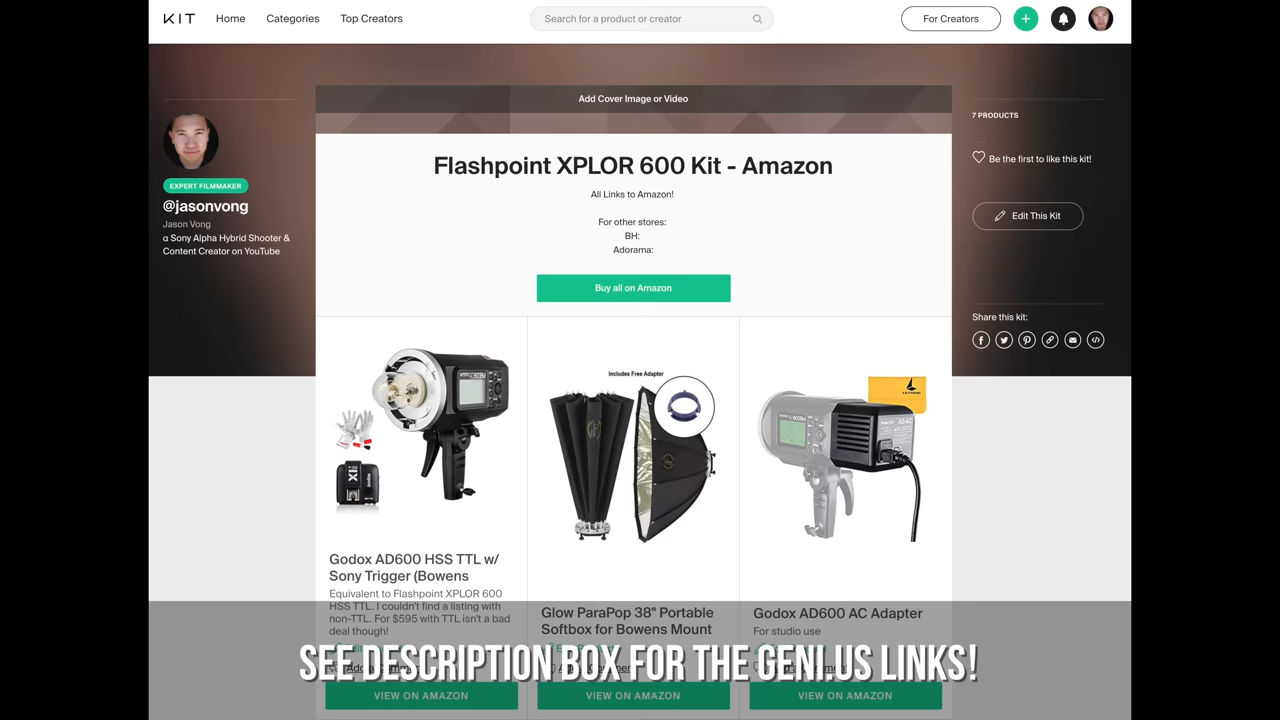 KIT
Home
Categories
Top Creators
Search for a product or creator
For Creators
Add Cover Image or Video
EXPERT FILMMAKER
@jasonvong
Jason Vong
α Sony Alpha Hybrid Shooter &
Content Creator on YouTube
Flashpoint XPLOR 600 Kit - Amazon
All Links to Amazon!
For other stores:
BH:
Adorama:
Buy all on Amazon
7 PRODUCTS
Be the first to like this kit!
Edit This Kit
Share this kit:
Godox AD600 HSS TTL w/
Sony Trigger (Bowens
Equivalent to Flashpoint XPLOR 600
HSS TTL. I couldn't find a listing with
non-TTL. For $595 with TTL isn't a bad
deal though!
VIEW ON AMAZON
Includes Free Adapter
Glow ParaPop 38" Portable
Softbox for Bowens Mount
VIEW ON AMAZON
Godox AD600 AC Adapter
For studio use
VIEW ON AMAZON
SEE DESCRIPTION BOX FOR THE GENI.US LINKS!